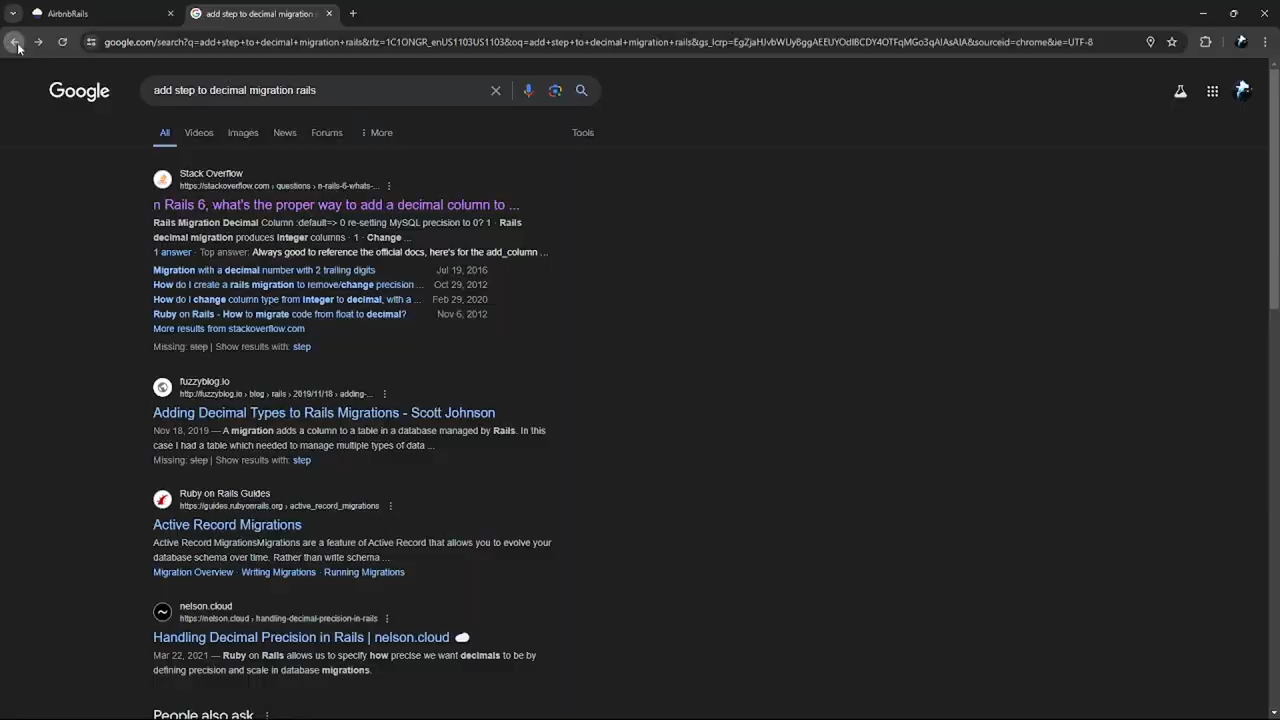 AirbnbRails
add step to decimal migration
google.com/search?q=add+step+to+decimal+migration+rails&rlz=1C1ONGR_enUS1103US1103&oq=add+step+to+decimal+migration+rails&gs_lcrp=EgZjaHJvbWUyBggAEEUYOdIBCDY4OTFqMGo3qAIAsAIA&sourceid=chrome&ie=UTF-8
Google
add step to decimal migration rails
All Videos Images News Forums More Tools
Stack Overflow
https://stackoverflow.com › questions › n-rails-6-whats-...
n Rails 6, what's the proper way to add a decimal column to ...
Rails Migration Decimal Column :default=> 0 re-setting MySQL precision to 0? 1 · Rails
decimal migration produces Integer columns · 1 · Change ...
1 answer · Top answer: Always good to reference the official docs, here's for the add_column ...
Migration with a decimal number with 2 trailing digits Jul 19, 2016
How do I create a rails migration to remove/change precision ... Oct 29, 2012
How do I change column type from Integer to decimal, with a ... Feb 29, 2020
Ruby on Rails - How to migrate code from float to decimal? Nov 6, 2012
More results from stackoverflow.com
Missing: step | Show results with: step
fuzzyblog.io
http://fuzzyblog.io › blog › rails › 2019/11/18 › adding-...
Adding Decimal Types to Rails Migrations - Scott Johnson
Nov 18, 2019 — A migration adds a column to a table in a database managed by Rails. In this
case I had a table which needed to manage multiple types of data ...
Missing: step | Show results with: step
Ruby on Rails Guides
https://guides.rubyonrails.org › active_record_migrations
Active Record Migrations
Active Record MigrationsMigrations are a feature of Active Record that allows you to evolve your
database schema over time. Rather than write schema ...
Migration Overview · Writing Migrations · Running Migrations
nelson.cloud
https://nelson.cloud › handling-decimal-precision-in-rails
Handling Decimal Precision in Rails | nelson.cloud
Mar 22, 2021 — Ruby on Rails allows us to specify how precise we want decimals to be by
defining precision and scale in database migrations.
People also ask